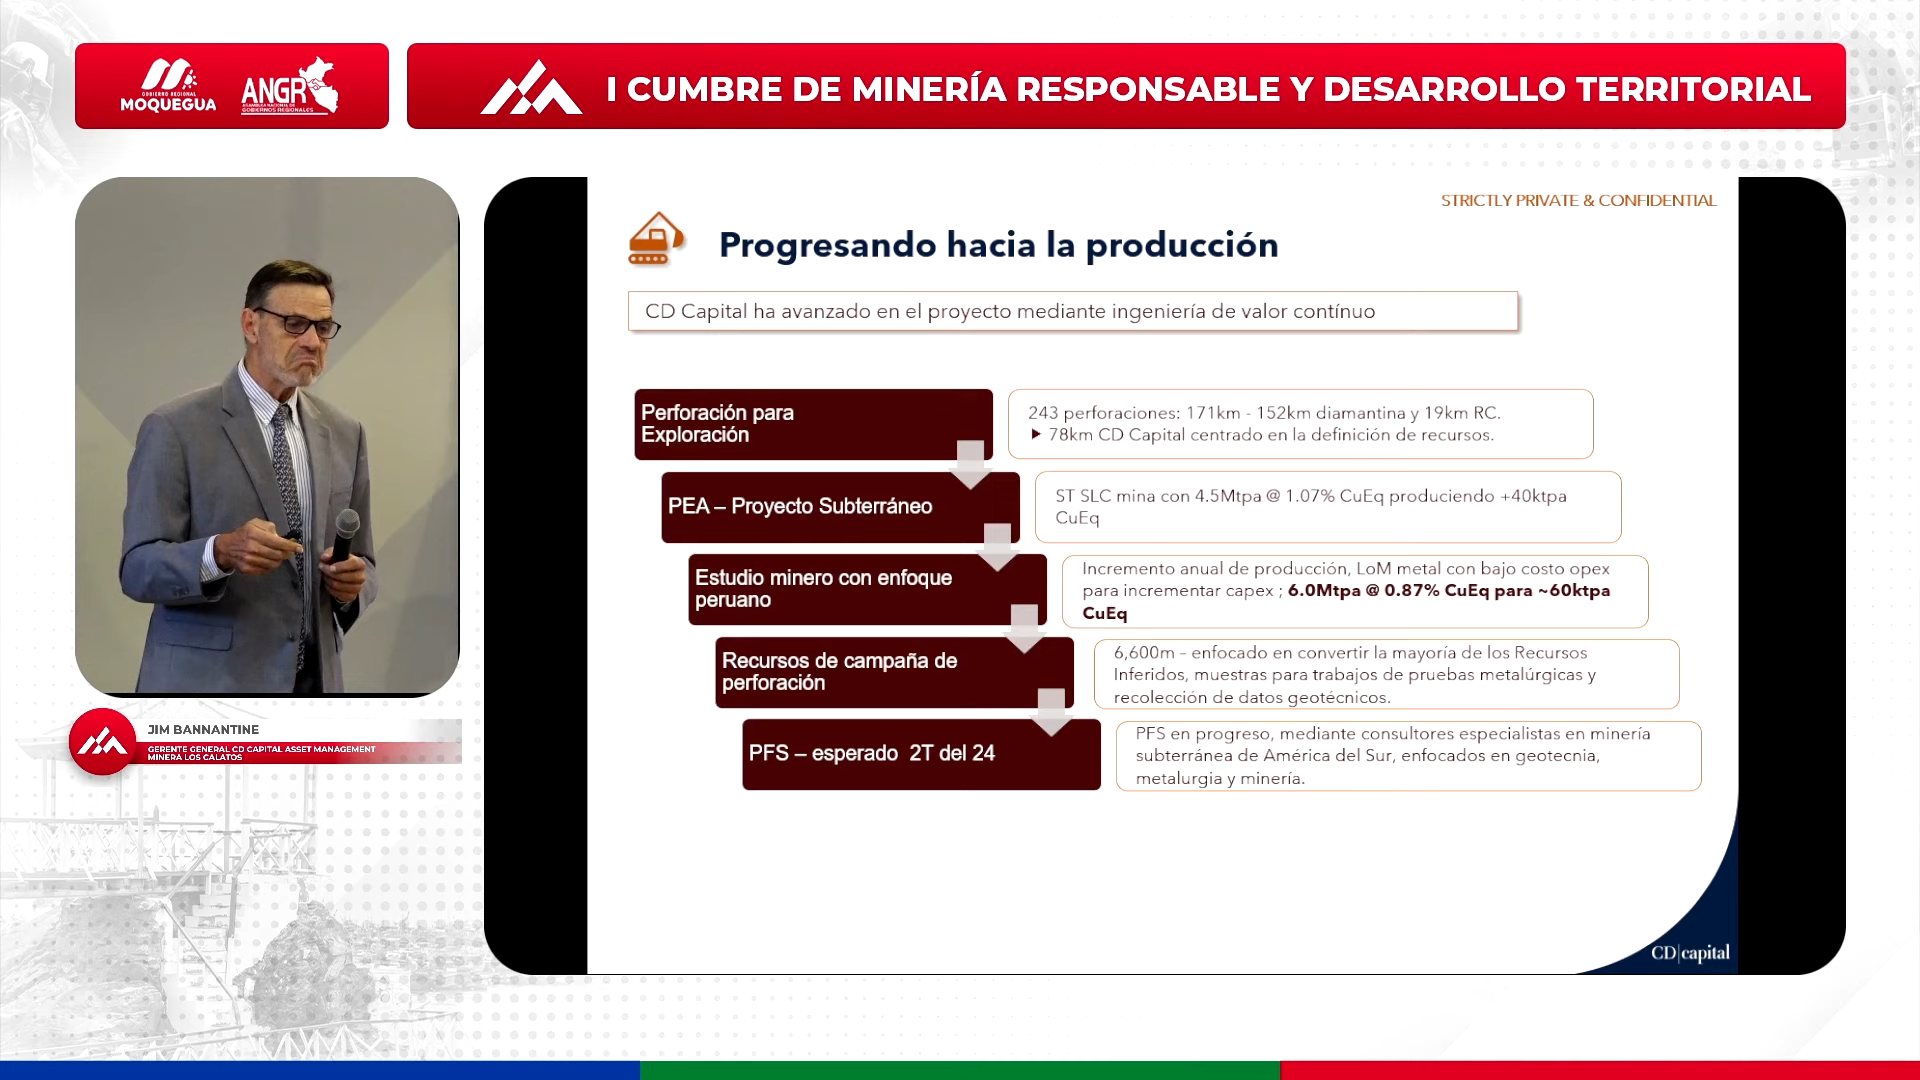 GOBIERNO REGIONAL
MOQUEGUA
ANGR
ASAMBLEA NACIONAL DE
GOBIERNOS REGIONALES
I CUMBRE DE MINERÍA RESPONSABLE Y DESARROLLO TERRITORIAL
STRICTLY PRIVATE & CONFIDENTIAL
Progresando hacia la producción
CD Capital ha avanzado en el proyecto mediante ingeniería de valor contínuo
Perforación para
Exploración
243 perforaciones: 171km - 152km diamantina y 19km RC.
78km CD Capital centrado en la definición de recursos.
PEA – Proyecto Subterráneo
ST SLC mina con 4.5Mtpa @ 1.07% CuEq produciendo +40ktpa
CuEq
Estudio minero con enfoque
peruano
Incremento anual de producción, LoM metal con bajo costo opex
para incrementar capex ; 6.0Mtpa @ 0.87% CuEq para ~60ktpa
CuEq
Recursos de campaña de
perforación
6,600m – enfocado en convertir la mayoría de los Recursos
Inferidos, muestras para trabajos de pruebas metalúrgicas y
recolección de datos geotécnicos.
PFS – esperado 2T del 24
PFS en progreso, mediante consultores especialistas en minería
subterránea de América del Sur, enfocados en geotecnia,
metalurgia y minería.
CD|capital
JIM BANNANTINE
GERENTE GENERAL CD CAPITAL ASSET MANAGEMENT
MINERA LOS CALATOS